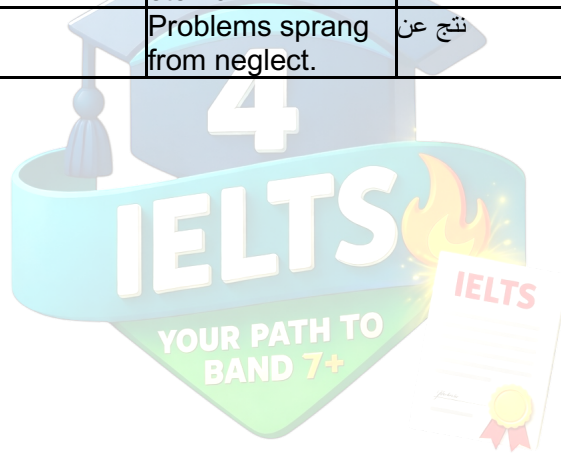 Problems sprang
from neglect.
نتج عن
4
IELTS
YOUR PATH TO
BAND 7+
IELTS